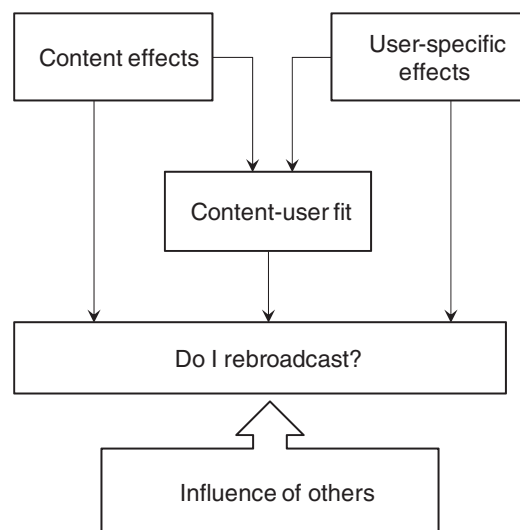 Content effects
User-specific
effects
Content-user fit
Do I rebroadcast?
Influence of others